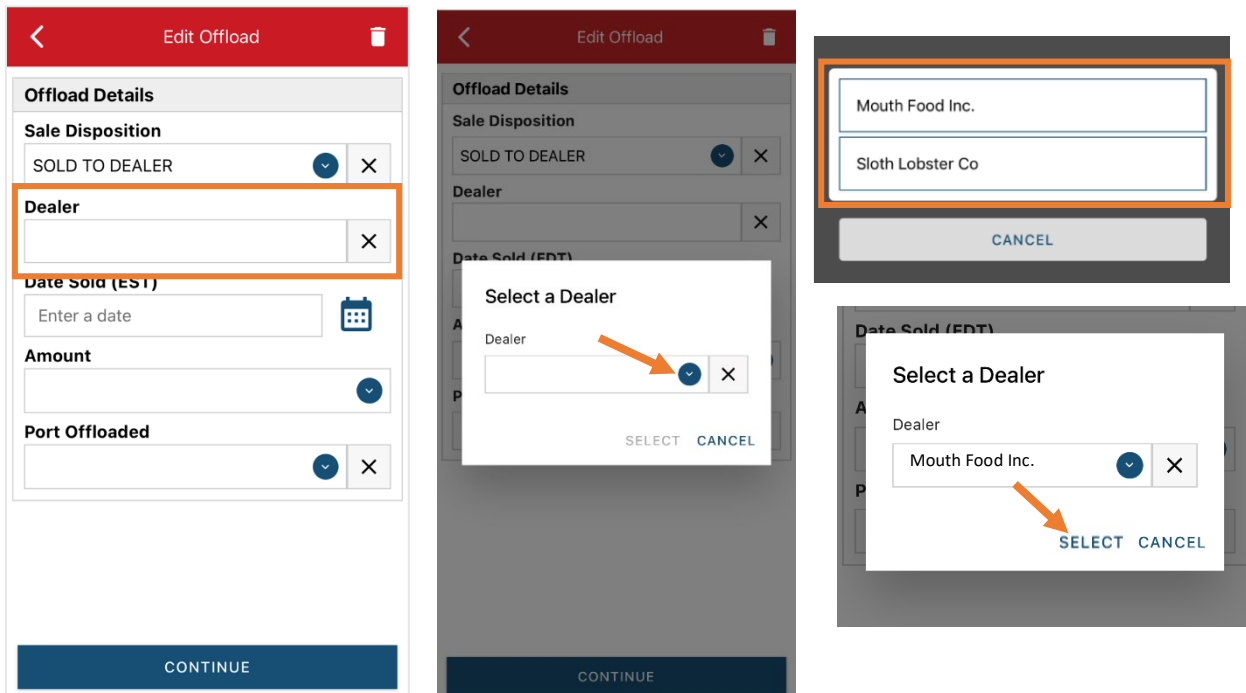 Edit Offload
Offload Details
Sale Disposition
SOLD TO DEALER
Dealer
Date Sold (EST)
Enter a date
Amount
Port Offloaded
CONTINUE
Edit Offload
Offload Details
Sale Disposition
SOLD TO DEALER
Dealer
Date Sold (EDT)
A
P
Select a Dealer
Dealer
SELECT CANCEL
CONTINUE
Mouth Food Inc.
Sloth Lobster Co
CANCEL
Date Sold (EDT)
A
P
Select a Dealer
Dealer
Mouth Food Inc.
SELECT CANCEL